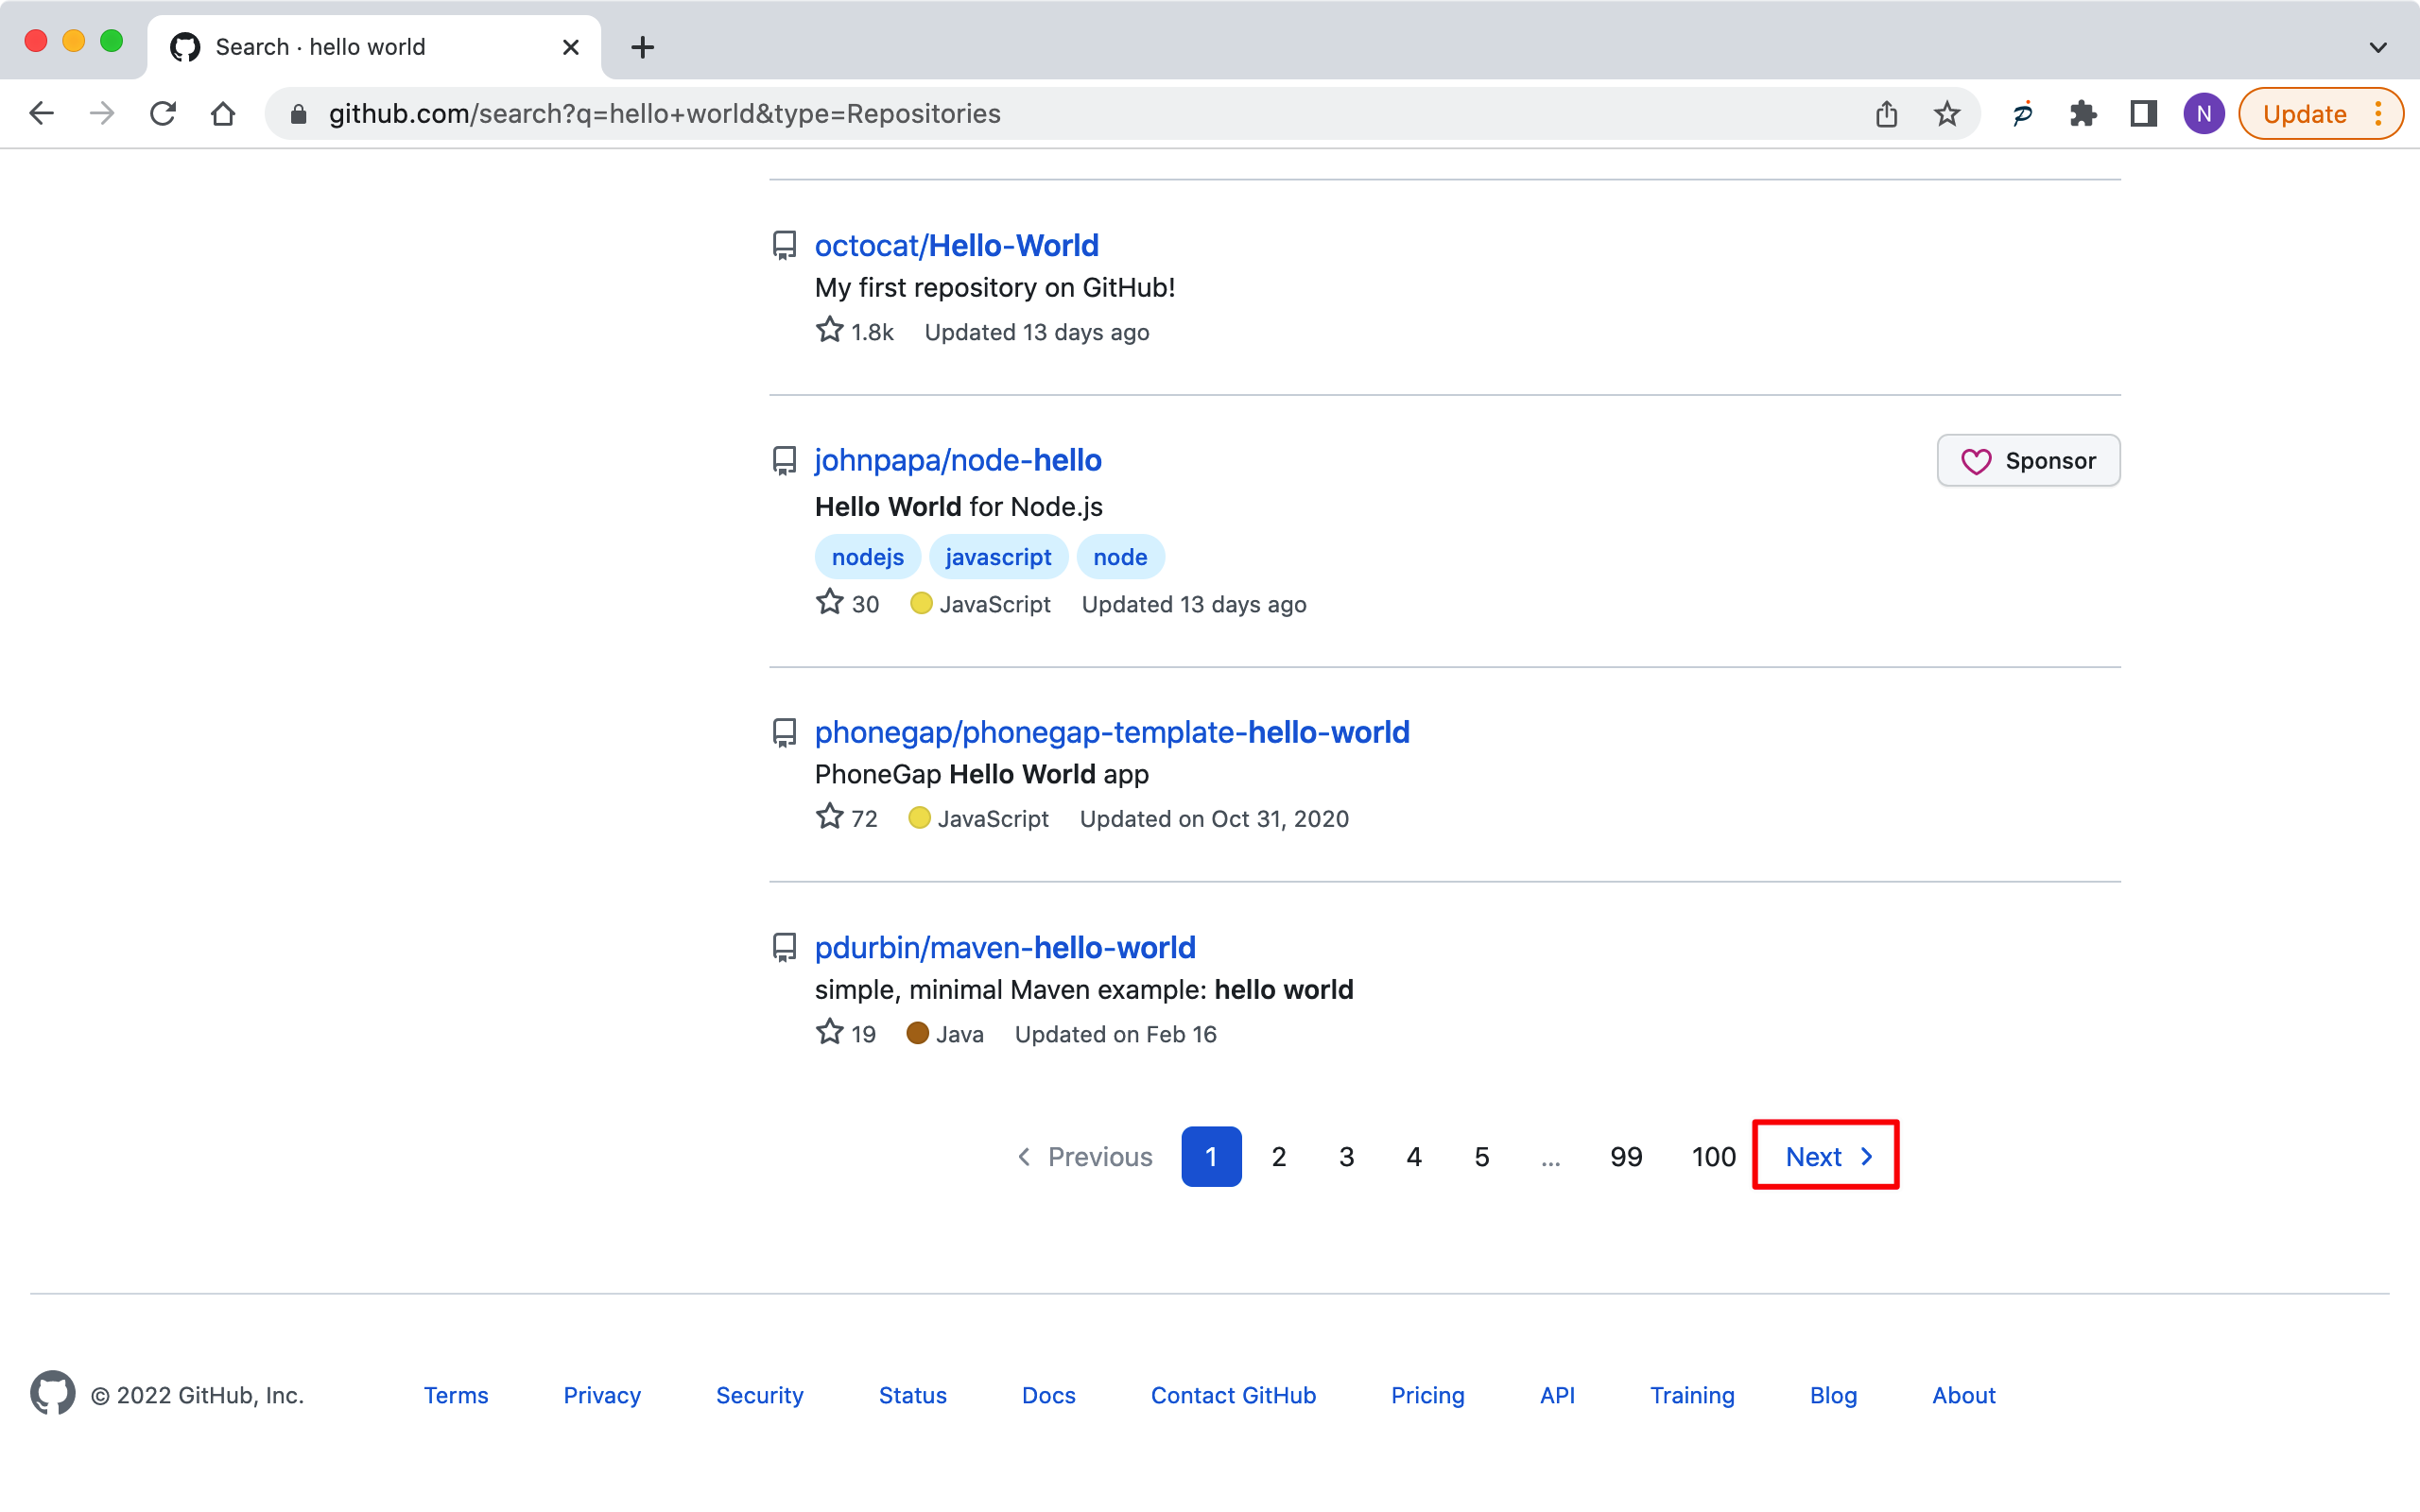 Search · hello world
github.com/search?q=hello+world&type=Repositories
N
Update
octocat/Hello-World
My first repository on GitHub!
1.8k Updated 13 days ago
johnpapa/node-hello
Sponsor
Hello World for Node.js
nodejs javascript node
30 JavaScript Updated 13 days ago
phonegap/phonegap-template-hello-world
PhoneGap Hello World app
72 JavaScript Updated on Oct 31, 2020
pdurbin/maven-hello-world
simple, minimal Maven example: hello world
19 Java Updated on Feb 16
Previous 1 2 3 4 5 … 99 100 Next
© 2022 GitHub, Inc. Terms Privacy Security Status Docs Contact GitHub Pricing API Training Blog About